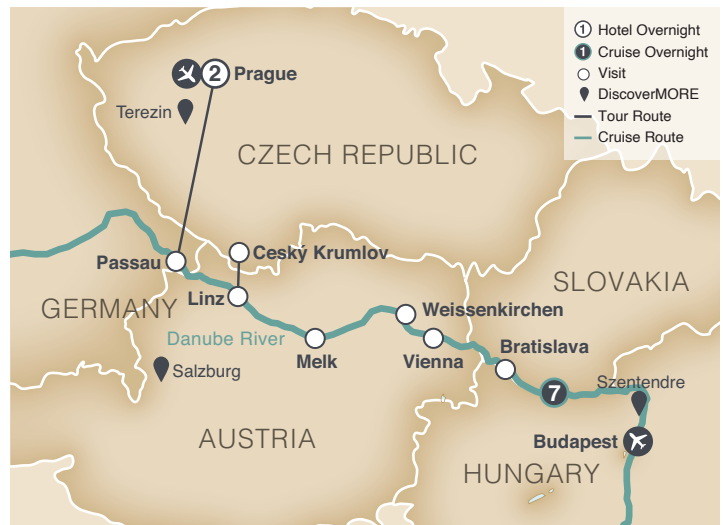 1 Hotel Overnight
1 Cruise Overnight
Visit
DiscoverMORE
Tour Route
Cruise Route
2 Prague
Terezin
CZECH REPUBLIC
Český Krumlov
Passau
SLOVAKIA
GERMANY
Linz
Weissenkirchen
Danube River
Melk
Vienna
Bratislava
Salzburg
7
Szentendre
AUSTRIA
Budapest
HUNGARY